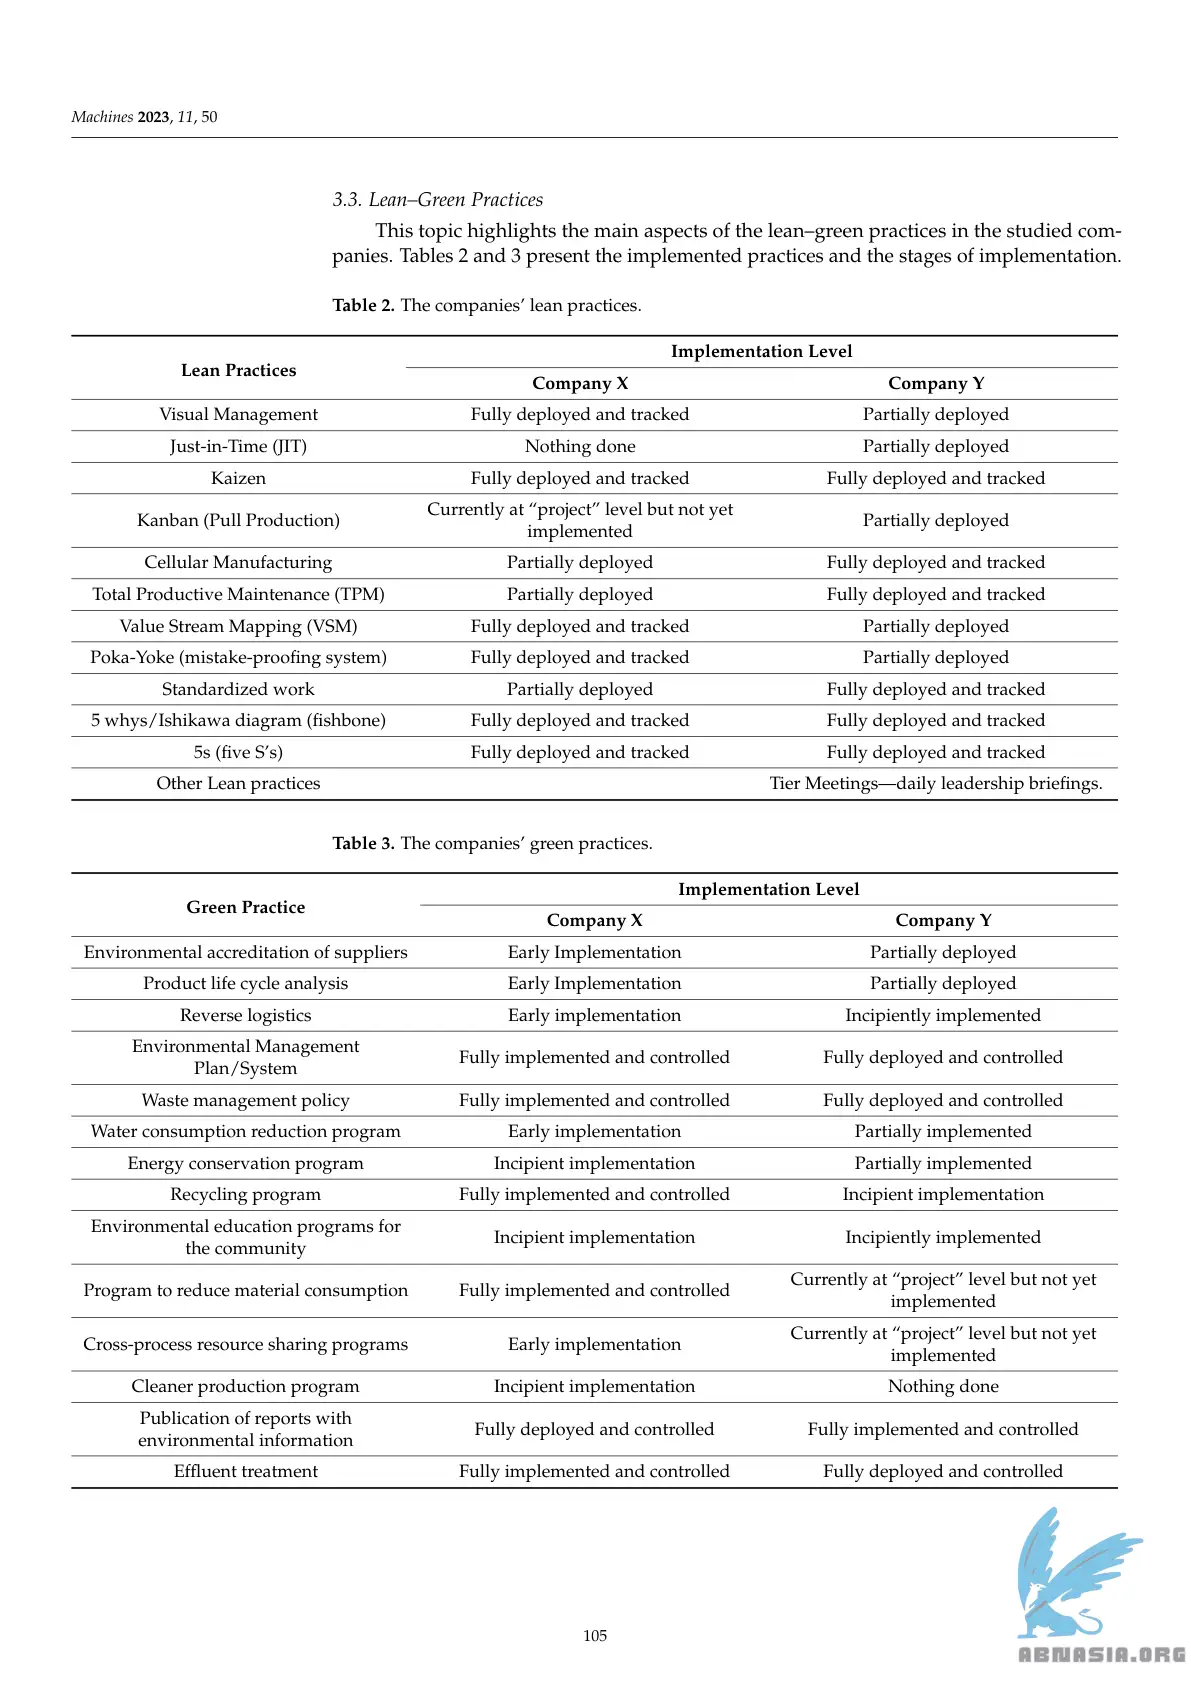 Machines 2023, 11, 50
3.3. Lean–Green Practices
This topic highlights the main aspects of the lean–green practices in the studied com-
panies. Tables 2 and 3 present the implemented practices and the stages of implementation.
Table 2. The companies’ lean practices.
Lean Practices
Implementation Level
Company X Company Y
Visual Management Fully deployed and tracked Partially deployed
Just-in-Time (JIT) Nothing done Partially deployed
Kaizen Fully deployed and tracked Fully deployed and tracked
Kanban (Pull Production) Currently at “project” level but not yet
implemented Partially deployed
Cellular Manufacturing Partially deployed Fully deployed and tracked
Total Productive Maintenance (TPM) Partially deployed Fully deployed and tracked
Value Stream Mapping (VSM) Fully deployed and tracked Partially deployed
Poka-Yoke (mistake-proofing system) Fully deployed and tracked Partially deployed
Standardized work Partially deployed Fully deployed and tracked
5 whys/Ishikawa diagram (fishbone) Fully deployed and tracked Fully deployed and tracked
5s (five S’s) Fully deployed and tracked Fully deployed and tracked
Other Lean practices Tier Meetings—daily leadership briefings.
Table 3. The companies’ green practices.
Green Practice
Implementation Level
Company X Company Y
Environmental accreditation of suppliers Early Implementation Partially deployed
Product life cycle analysis Early Implementation Partially deployed
Reverse logistics Early implementation Incipiently implemented
Environmental Management
Plan/System Fully implemented and controlled Fully deployed and controlled
Waste management policy Fully implemented and controlled Fully deployed and controlled
Water consumption reduction program Early implementation Partially implemented
Energy conservation program Incipient implementation Partially implemented
Recycling program Fully implemented and controlled Incipient implementation
Environmental education programs for
the community Incipient implementation Incipiently implemented
Program to reduce material consumption Fully implemented and controlled Currently at “project” level but not yet
implemented
Cross-process resource sharing programs Early implementation Currently at “project” level but not yet
implemented
Cleaner production program Incipient implementation Nothing done
Publication of reports with
environmental information Fully deployed and controlled Fully implemented and controlled
Effluent treatment Fully implemented and controlled Fully deployed and controlled
105
ABNASIA.ORG